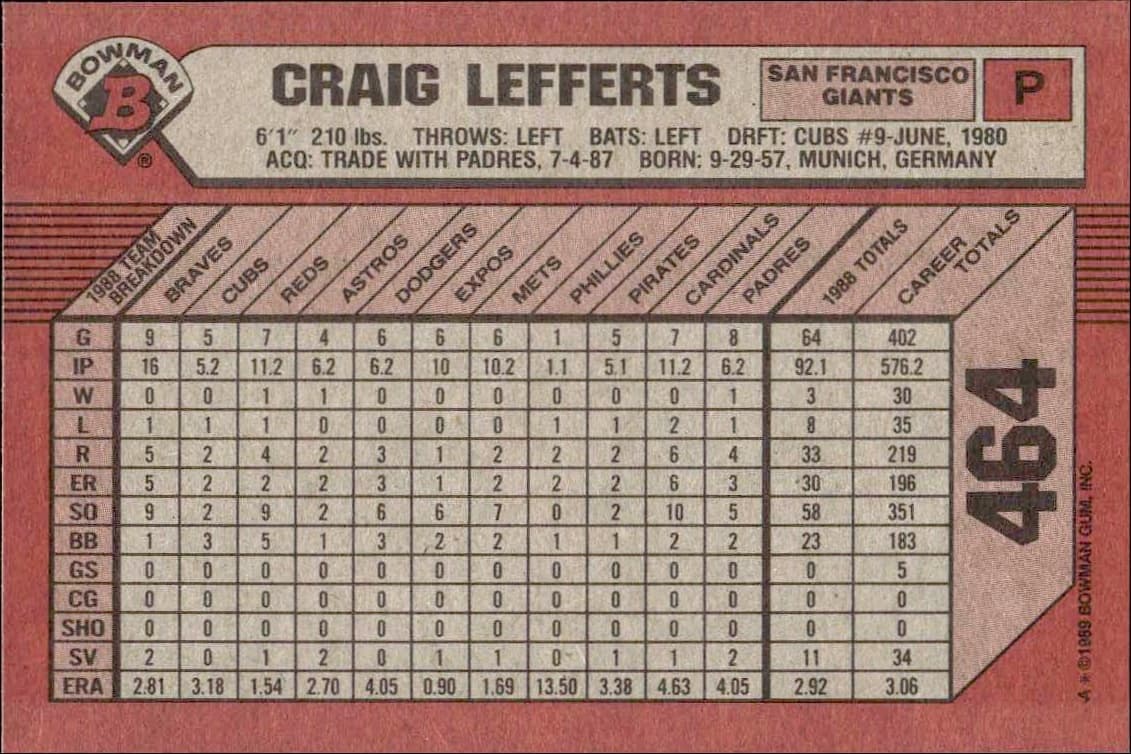 BOWMAN
B
®
CRAIG LEFFERTS
SAN FRANCISCO
GIANTS
P
6'1" 210 lbs. THROWS: LEFT BATS: LEFT DRFT: CUBS #9-JUNE, 1980
ACQ: TRADE WITH PADRES, 7-4-87 BORN: 9-29-57, MUNICH, GERMANY
1988 TEAM
BREAKDOWN
BRAVES CUBS REDS ASTROS DODGERS EXPOS METS PHILLIES PIRATES CARDINALS PADRES 1988 TOTALS CAREER TOTALS
G 9 5 7 4 6 6 6 1 5 7 8 64 402
IP 16 5.2 11.2 6.2 6.2 10 10.2 1.1 5.1 11.2 6.2 92.1 576.2
W 0 0 1 1 0 0 0 0 0 0 1 3 30
L 1 1 1 0 0 0 0 1 1 2 1 8 35
R 5 2 4 2 3 1 2 2 2 6 4 33 219
ER 5 2 2 2 3 1 2 2 2 6 3 30 196
SO 9 2 9 2 6 6 7 0 2 10 5 58 351
BB 1 3 5 1 3 2 2 1 1 2 2 23 183
GS 0 0 0 0 0 0 0 0 0 0 0 0 5
CG 0 0 0 0 0 0 0 0 0 0 0 0 0
SHO 0 0 0 0 0 0 0 0 0 0 0 0 0
SV 2 0 1 2 0 1 1 0 1 1 2 11 34
ERA 2.81 3.18 1.54 2.70 4.05 0.90 1.69 13.50 3.38 4.63 4.05 2.92 3.06
464
A*©1989 BOWMAN GUM, INC.